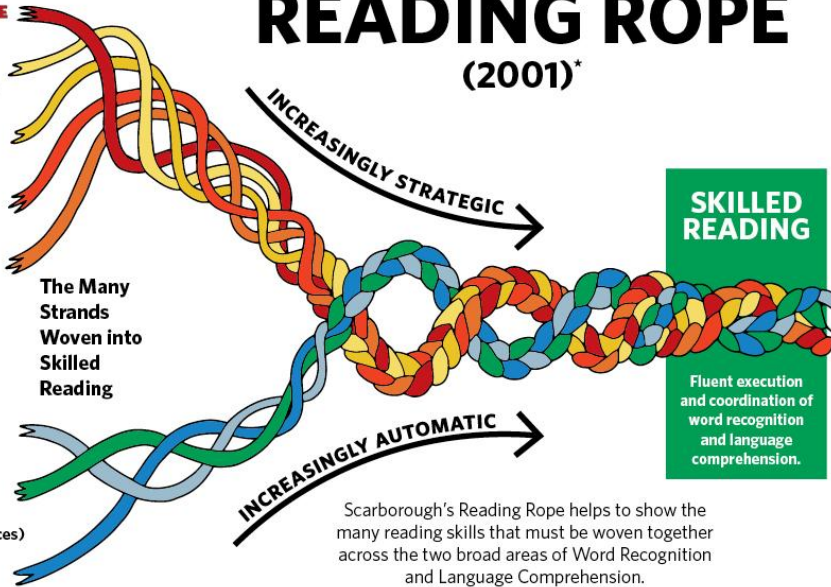 READING ROPE
(2001)*
INCREASINGLY STRATEGIC
SKILLED
READING
The Many
Strands
Woven into
Skilled
Reading
Fluent execution
and coordination of
word recognition
and language
comprehension.
INCREASINGLY AUTOMATIC
Scarborough's Reading Rope helps to show the
many reading skills that must be woven together
across the two broad areas of Word Recognition
and Language Comprehension.